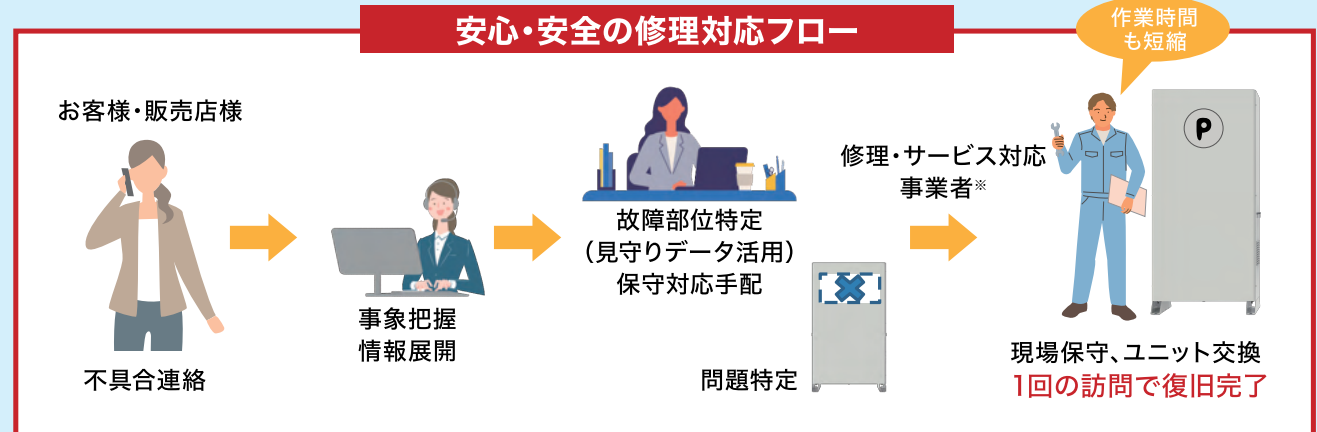 安心・安全の修理対応フロー
作業時間
も短縮
お客様・販売店様
不具合連絡
事象把握
情報展開
故障部位特定
（見守りデータ活用）
保守対応手配
問題特定
修理・サービス対応
事業者※
P
現場保守、ユニット交換
1回の訪問で復旧完了